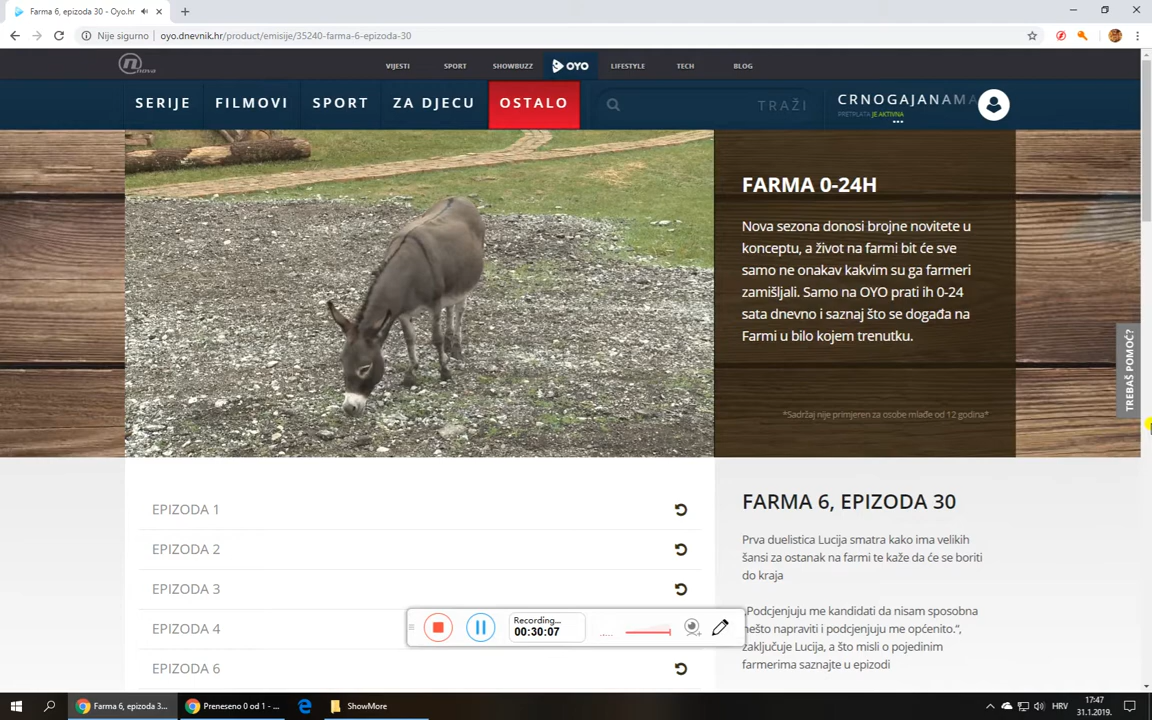 Farma 6, epizoda 30 - Oyo.hr
Nije sigurno
oyo.dnevnik.hr/product/emisije/35240-farma-6-epizoda-30
nova
VIJESTI
SPORT
SHOWBUZZ
OYO
LIFESTYLE
TECH
BLOG
SERIJE
FILMOVI
SPORT
ZA DJECU
OSTALO
TRAŽI
CRNOGAJANAMA
PRETPLATA JE AKTIVNA
FARMA 0-24H
Nova sezona donosi brojne novitete u
konceptu, a život na farmi bit će sve
samo ne onakav kakvim su ga farmeri
zamišljali. Samo na OYO prati ih 0-24
sata dnevno i saznaj što se događa na
Farmi u bilo kojem trenutku.
*Sadržaj nije primjeren za osobe mlađe od 12 godina*
TREBAŠ POMOĆ?
EPIZODA 1
EPIZODA 2
EPIZODA 3
EPIZODA 4
EPIZODA 6
FARMA 6, EPIZODA 30
Prva duelistica Lucija smatra kako ima velikih
šansi za ostanak na farmi te kaže da će se boriti
do kraja
„Podcjenjuju me kandidati da nisam sposobna
nešto napraviti i podcjenjuju me općenito.“,
zaključuje Lucija, a što misli o pojedinim
farmerima saznajte u epizodi
Recording...
00:30:07
Farma 6, epizoda 3...
Preneseno 0 od 1 - ...
ShowMore
HRV
17:47
31.1.2019.